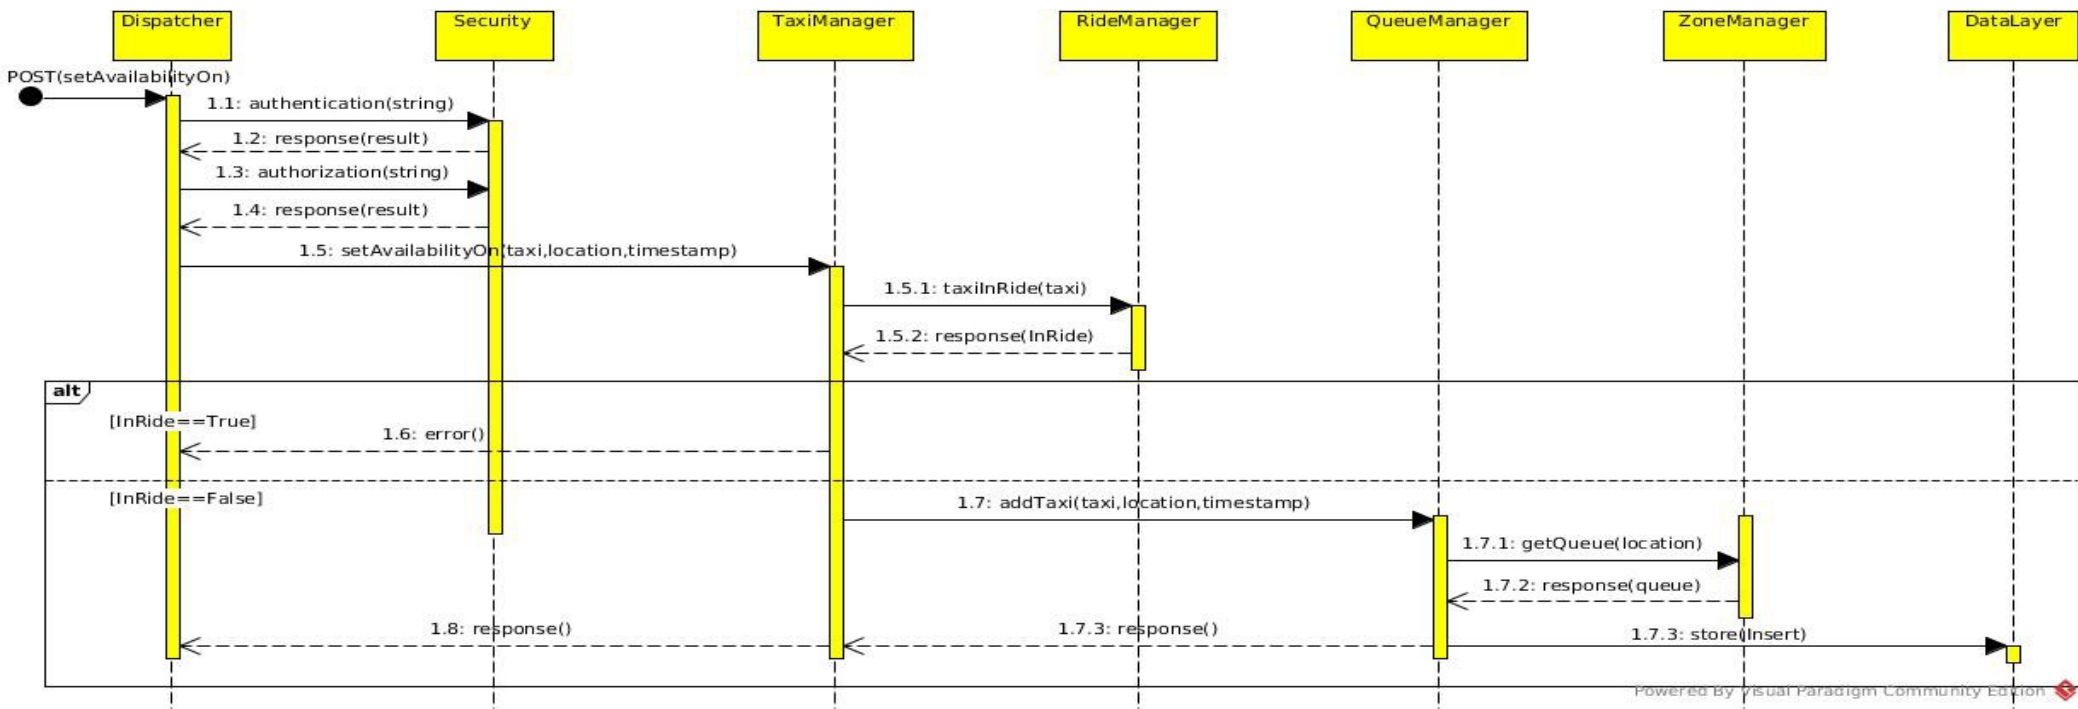 Dispatcher
Security
TaxiManager
RideManager
QueueManager
ZoneManager
DataLayer
POST(setAvailabilityOn)
1.1: authentication(string)
1.2: response(result)
1.3: authorization(string)
1.4: response(result)
1.5: setAvailabilityOn(taxi,location,timestamp)
1.5.1: taxiInRide(taxi)
1.5.2: response(InRide)
alt
[InRide==True]
1.6: error()
[InRide==False]
1.7: addTaxi(taxi,location,timestamp)
1.7.1: getQueue(location)
1.7.2: response(queue)
1.8: response()
1.7.3: response()
1.7.3: store(Insert)
Powered By Visual Paradigm Community Edition